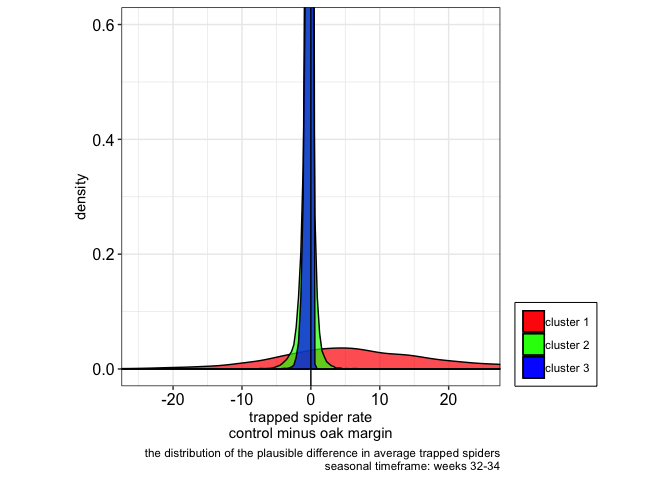 0.6
0.4
0.2
0.0
density
-20 -10 0 10 20
trapped spider rate
control minus oak margin
cluster 1
cluster 2
cluster 3
the distribution of the plausible difference in average trapped spiders
seasonal timeframe: weeks 32-34